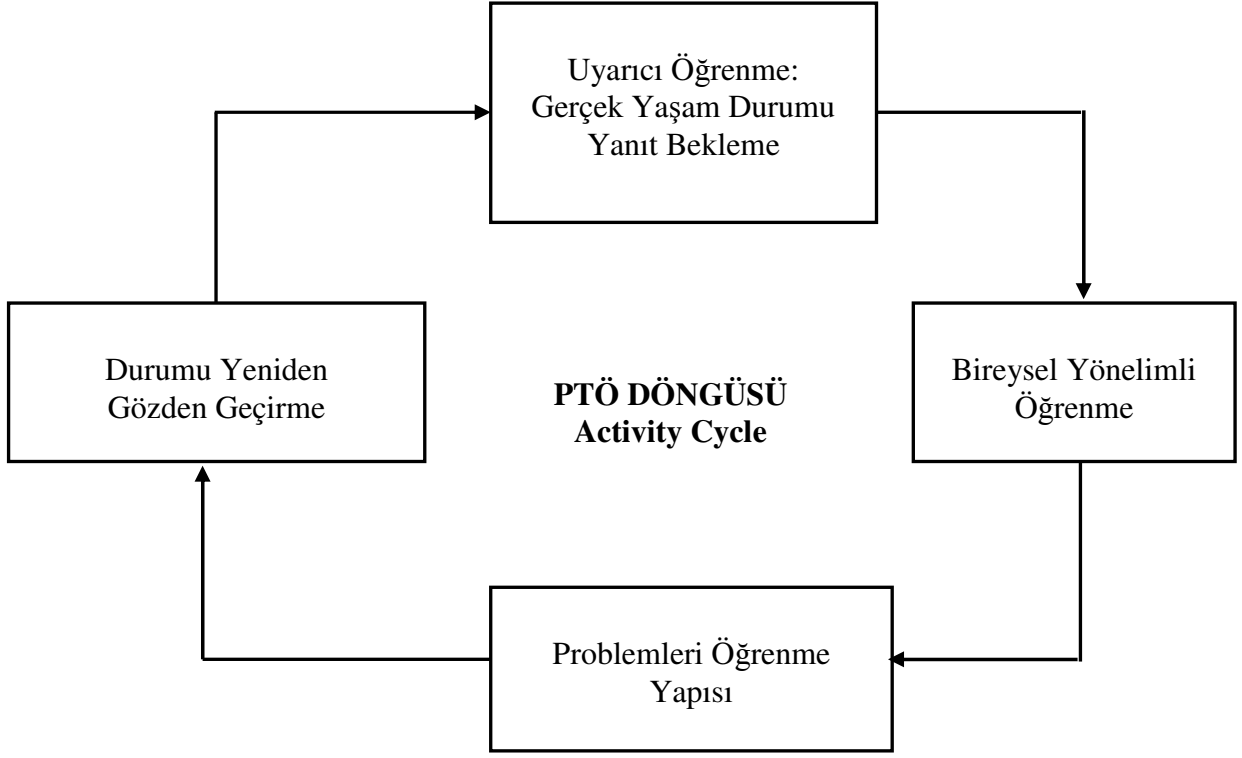 Uyarıcı Öğrenme:
Gerçek Yaşam Durumu
Yanıt Bekleme
Durumu Yeniden
Gözden Geçirme
PTÖ DÖNGÜSÜ
Activity Cycle
Bireysel Yönelimli
Öğrenme
Problemleri Öğrenme
Yapısı